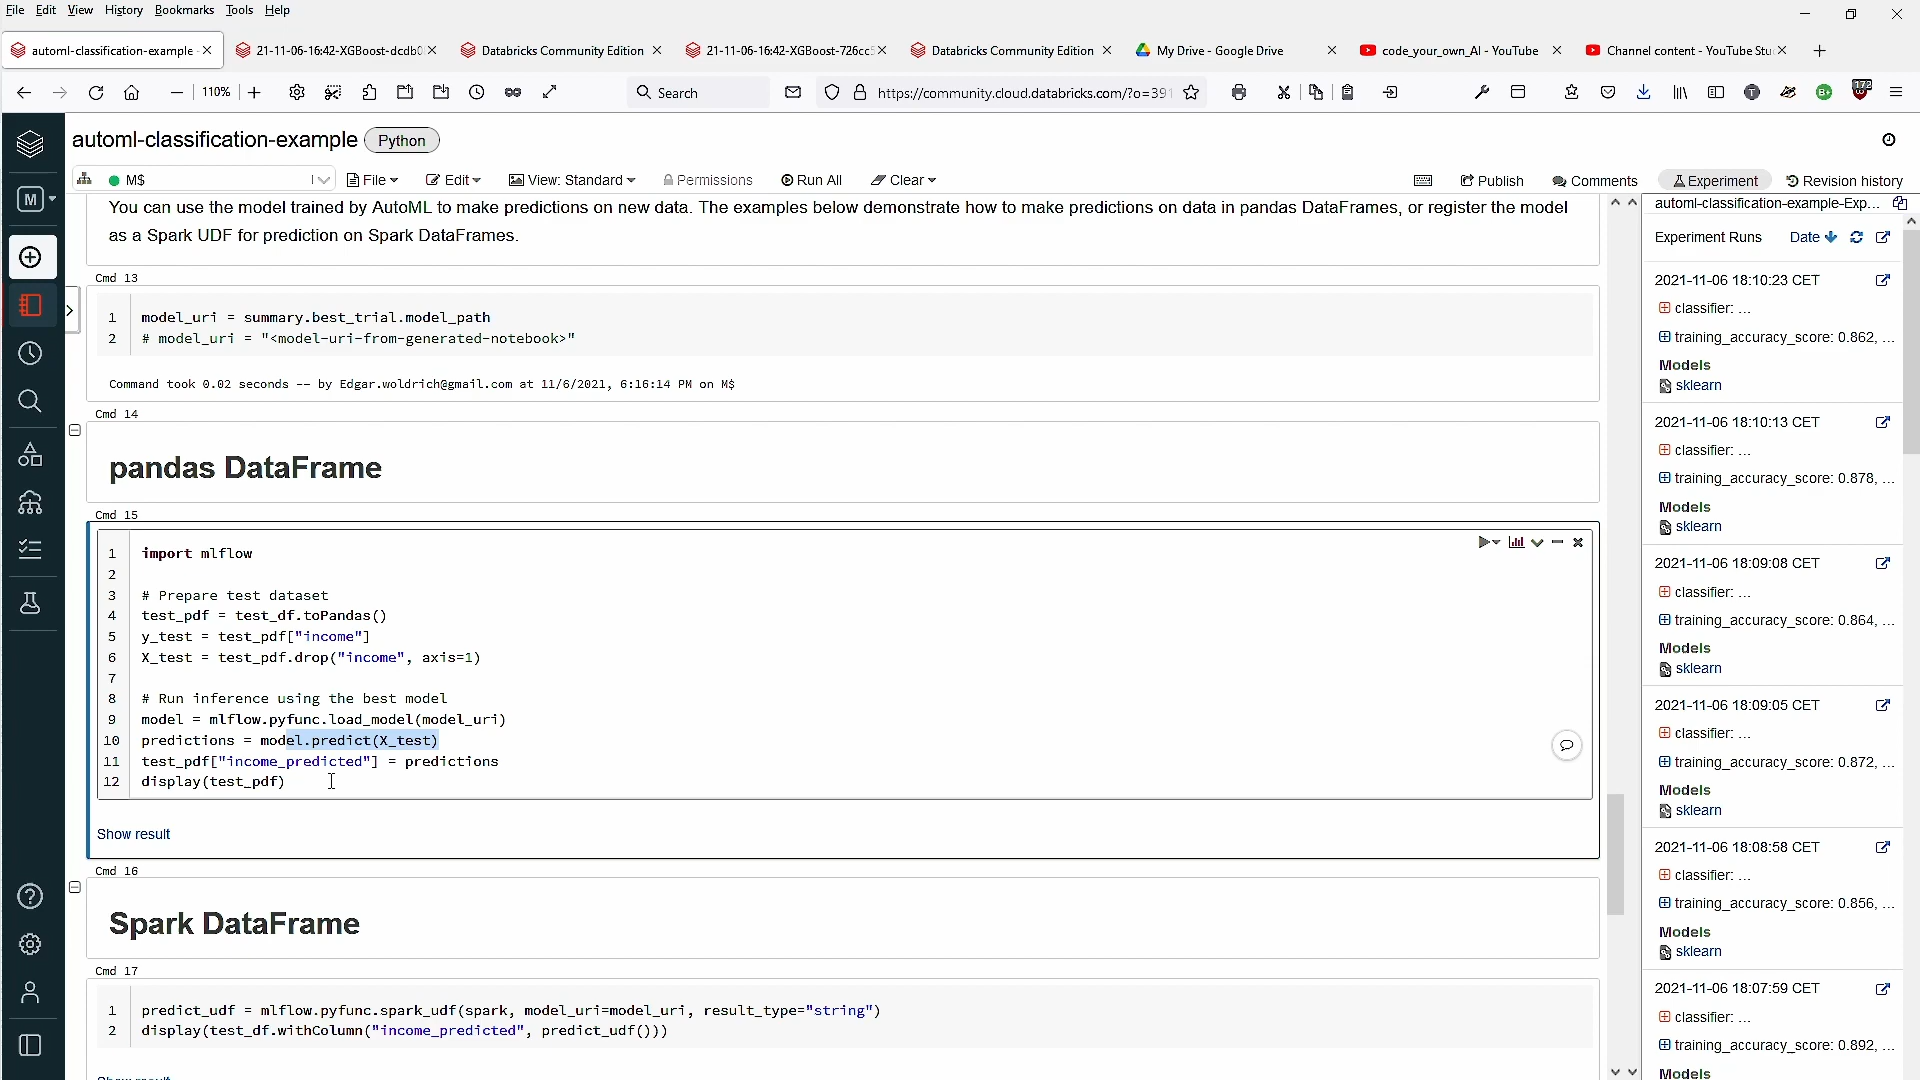 File Edit View History Bookmarks Tools Help
automl-classification-example
21-11-06-16:42-XGBoost-dcdb0
Databricks Community Edition
21-11-06-16:42-XGBoost-726cc5
Databricks Community Edition
My Drive - Google Drive
code_your_own_AI - YouTube
Channel content - YouTube Stu
110%
Search
https://community.cloud.databricks.com/?o=391
172
automl-classification-example Python
M$
File Edit View: Standard Permissions Run All Clear
Publish Comments Experiment Revision history
You can use the model trained by AutoML to make predictions on new data. The examples below demonstrate how to make predictions on data in pandas DataFrames, or register the model
as a Spark UDF for prediction on Spark DataFrames.
Cmd 13
1 model_uri = summary.best_trial.model_path
2 # model_uri = "<model-uri-from-generated-notebook>"
Command took 0.02 seconds -- by Edgar.woldrich@gmail.com at 11/6/2021, 6:16:14 PM on M$
Cmd 14
pandas DataFrame
Cmd 15
1 import mlflow
2
3 # Prepare test dataset
4 test_pdf = test_df.toPandas()
5 y_test = test_pdf["income"]
6 X_test = test_pdf.drop("income", axis=1)
7
8 # Run inference using the best model
9 model = mlflow.pyfunc.load_model(model_uri)
10 predictions = model.predict(X_test)
11 test_pdf["income_predicted"] = predictions
12 display(test_pdf)
Show result
Cmd 16
Spark DataFrame
Cmd 17
1 predict_udf = mlflow.pyfunc.spark_udf(spark, model_uri=model_uri, result_type="string")
2 display(test_df.withColumn("income_predicted", predict_udf()))
Show result
automl-classification-example-Exp...
Experiment Runs Date
2021-11-06 18:10:23 CET
classifier: ...
training_accuracy_score: 0.862, ...
Models
sklearn
2021-11-06 18:10:13 CET
classifier: ...
training_accuracy_score: 0.878, ...
Models
sklearn
2021-11-06 18:09:08 CET
classifier: ...
training_accuracy_score: 0.864, ...
Models
sklearn
2021-11-06 18:09:05 CET
classifier: ...
training_accuracy_score: 0.872, ...
Models
sklearn
2021-11-06 18:08:58 CET
classifier: ...
training_accuracy_score: 0.856, ...
Models
sklearn
2021-11-06 18:07:59 CET
classifier: ...
training_accuracy_score: 0.892, ...
Models